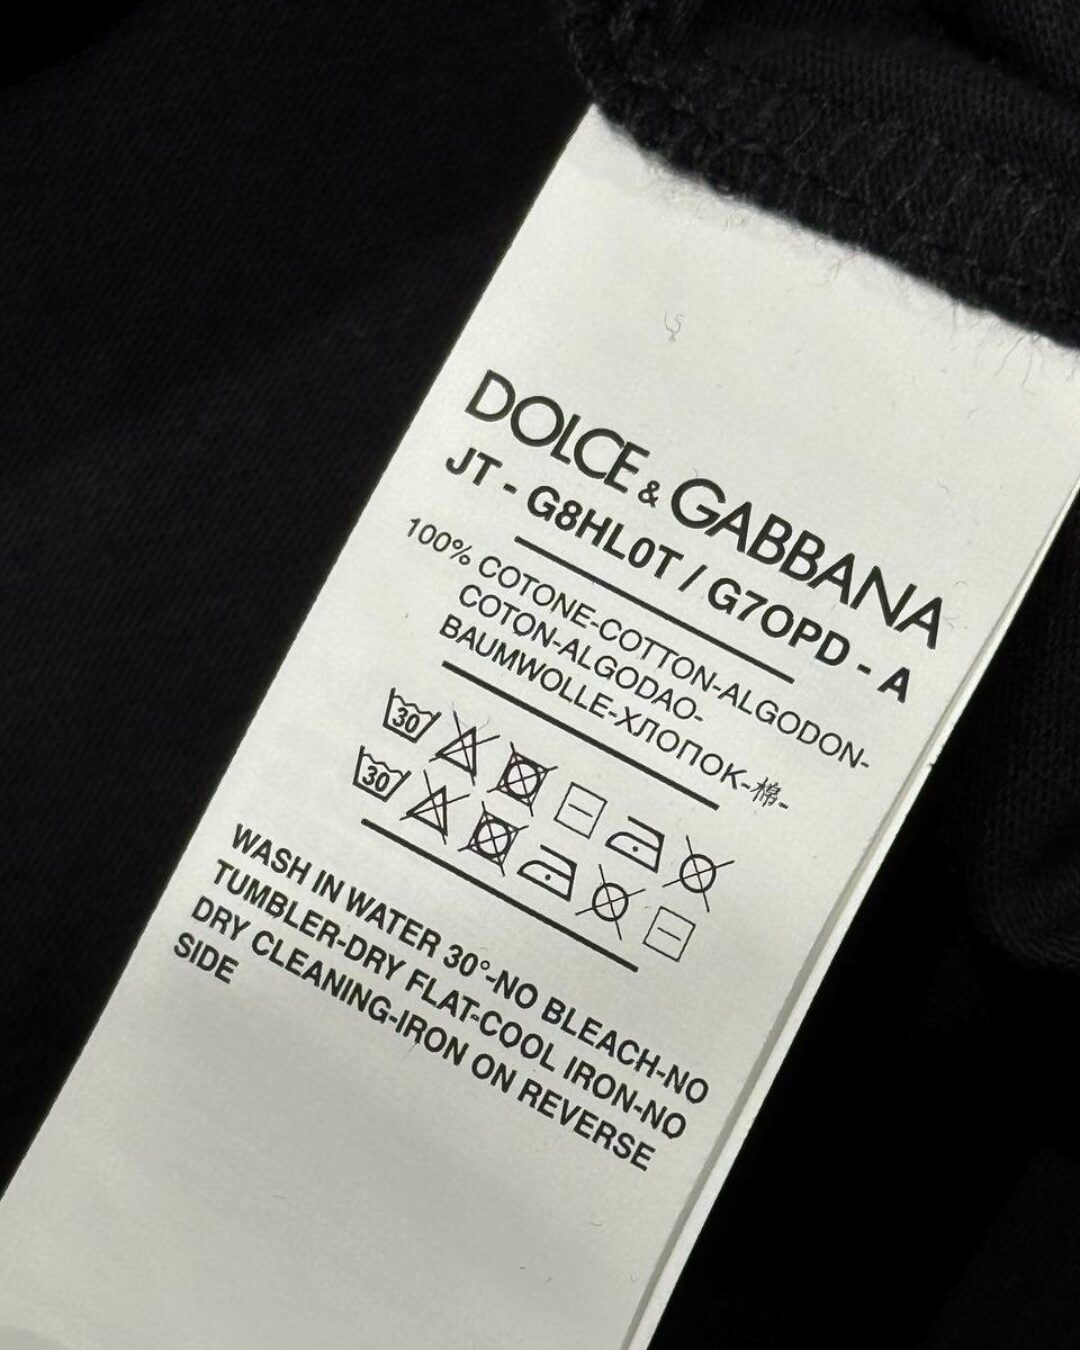 DOLCE & GABBANA
JT - G8HL0T / G7OPD - A
100% COTONE-COTTON-ALGODON-
COTON-ALGODAO-
BAUMWOLLE-ХЛОПОК-棉-
30
30
WASH IN WATER 30°-NO BLEACH-NO
TUMBLER-DRY FLAT-COOL IRON-NO
DRY CLEANING-IRON ON REVERSE
SIDE